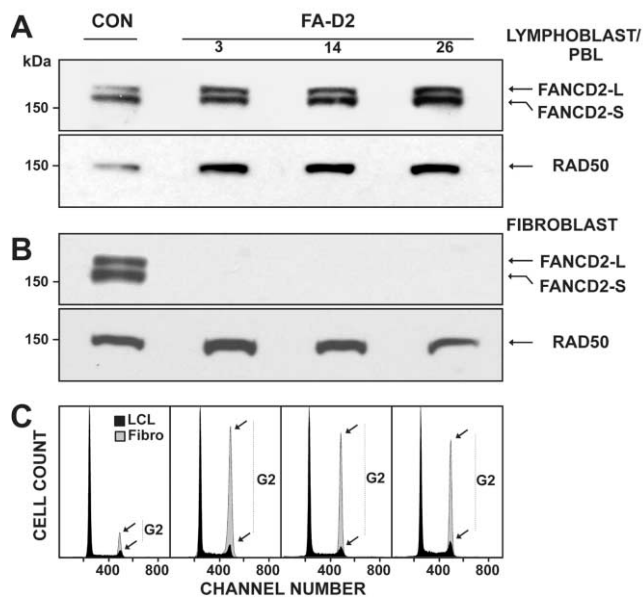 A CON FA-D2 LYMPHOBLAST/
PBL
3 14 26
kDa
FANCD2-L
150 FANCD2-S
150 RAD50
B FIBROBLAST
FANCD2-L
150 FANCD2-S
150 RAD50
C CELL COUNT
LCL
Fibro
G2 G2 G2 G2
400 800 400 800 400 800 400 800
CHANNEL NUMBER